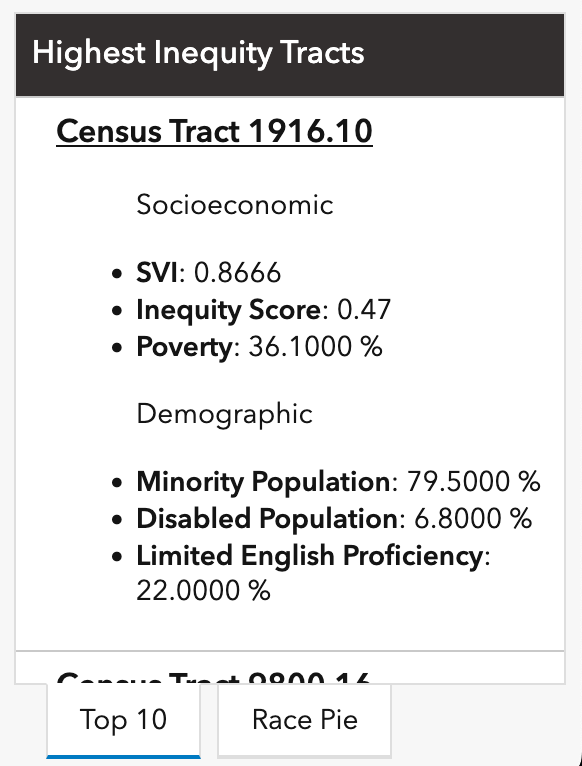 Highest Inequity Tracts
Census Tract 1916.10
Socioeconomic
• SVI: 0.8666
• Inequity Score: 0.47
• Poverty: 36.1000 %
Demographic
• Minority Population: 79.5000 %
• Disabled Population: 6.8000 %
• Limited English Proficiency:
22.0000 %
Census Tract 9800.16
Top 10
Race Pie